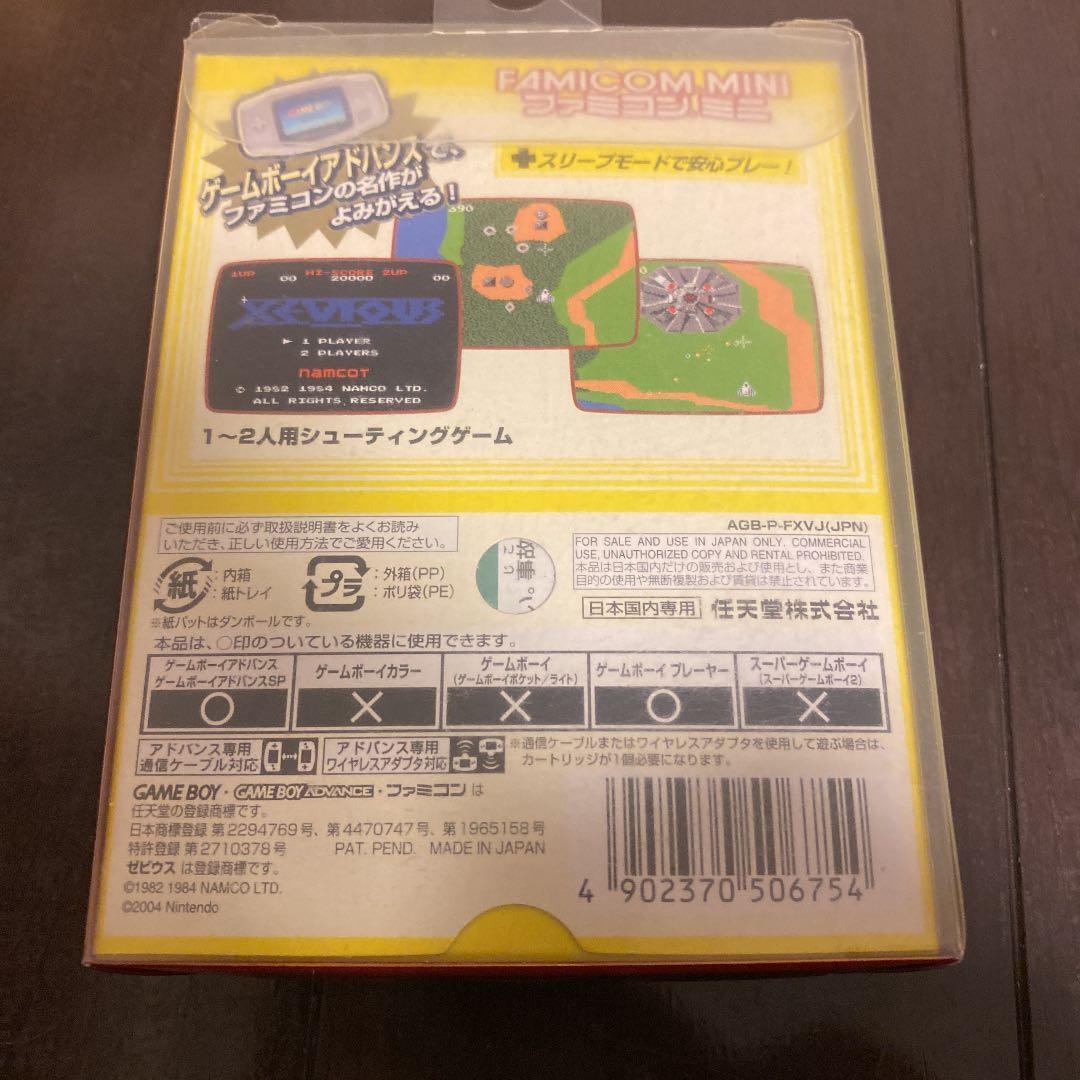 FAMICOM MINI
ファミコンミニ
ゲームボーイアドバンスで、
ファミコンの名作が
よみがえる!
スリープモードで安心プレー!
390
0
1UP HI-SCORE 2UP
00 20000 00
XEVIOUS
1 PLAYER
2 PLAYERS
namcot
© 1982 1984 NAMCO LTD.
ALL RIGHTS RESERVED
1〜2人用シューティングゲーム
ご使用前に必ず取扱説明書をよくお読み
いただき、正しい使用方法でご愛用ください。
紙 :内箱
:紙トレイ
プラ :外箱(PP)
:ポリ袋(PE)
※紙パットはダンボールです。
AGB-P-FXVJ(JPN)
FOR SALE AND USE IN JAPAN ONLY. COMMERCIAL
USE, UNAUTHORIZED COPY AND RENTAL PROHIBITED.
本品は日本国内だけの販売および使用とし、また商業
目的の使用や無断複製および賃貸は禁止されています。
日本国内専用 任天堂株式会社
本品は、○印のついている機器に使用できます。
ゲームボーイアドバンス
ゲームボーイアドバンスSP
○
ゲームボーイカラー
×
ゲームボーイ
(ゲームボーイポケット/ライト)
×
ゲームボーイ プレーヤー
○
スーパーゲームボーイ
(スーパーゲームボーイ2)
×
アドバンス専用
通信ケーブル対応
アドバンス専用
ワイヤレスアダプタ対応
※通信ケーブルまたはワイヤレスアダプタを使用して遊ぶ場合は、
カートリッジが1個必要になります。
GAME BOY・GAME BOY ADVANCE・ファミコン は
任天堂の登録商標です。
日本商標登録 第2294769号、第4470747号、第1965158号
特許登録 第2710378号 PAT. PEND. MADE IN JAPAN
ゼビウス は登録商標です。
©1982 1984 NAMCO LTD.
©2004 Nintendo
4 902370 506754